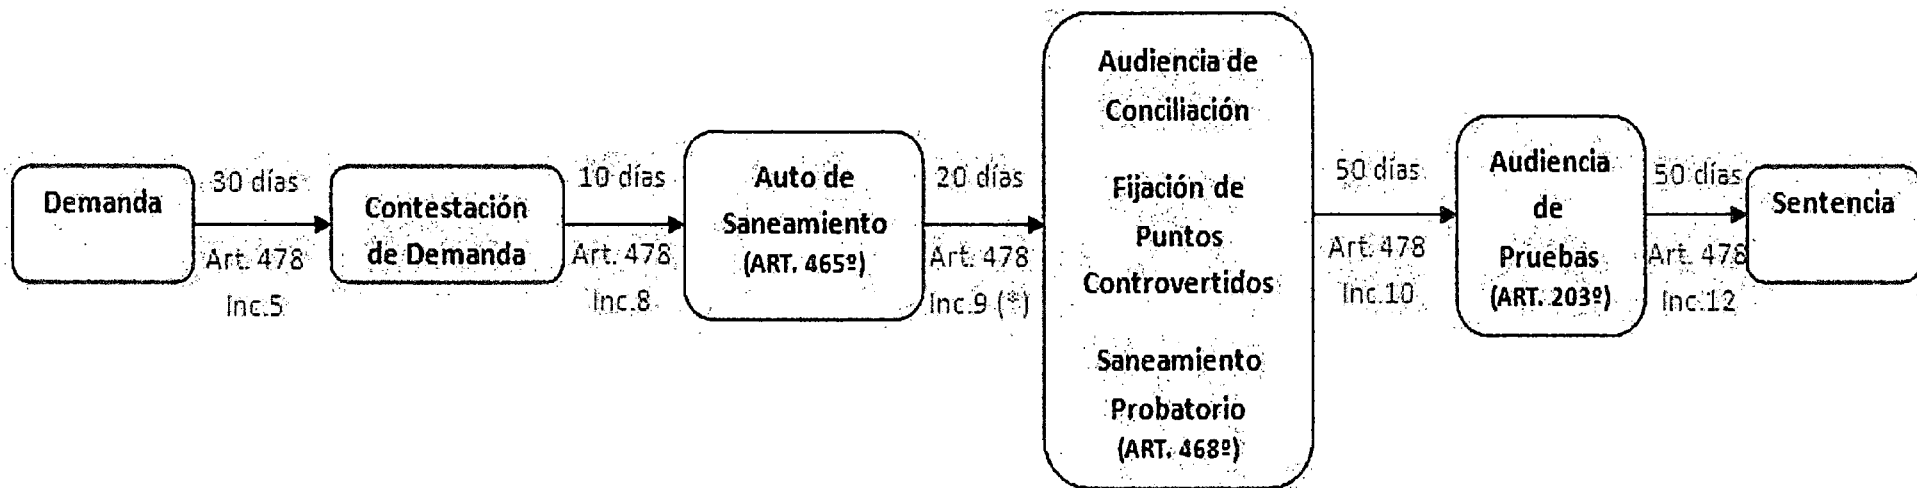 Demanda
30 días
Art. 478
Inc.5
Contestación
de Demanda
10 días
Art. 478
Inc.8
Auto de
Saneamiento
(ART. 465º)
20 días
Art. 478
Inc.9 (*)
Audiencia de
Conciliación
Fijación de
Puntos
Controvertidos
Saneamiento
Probatorio
(ART. 468º)
50 días
Art. 478
Inc.10
Audiencia
de
Pruebas
(ART. 203º)
50 días
Art. 478
Inc.12
Sentencia